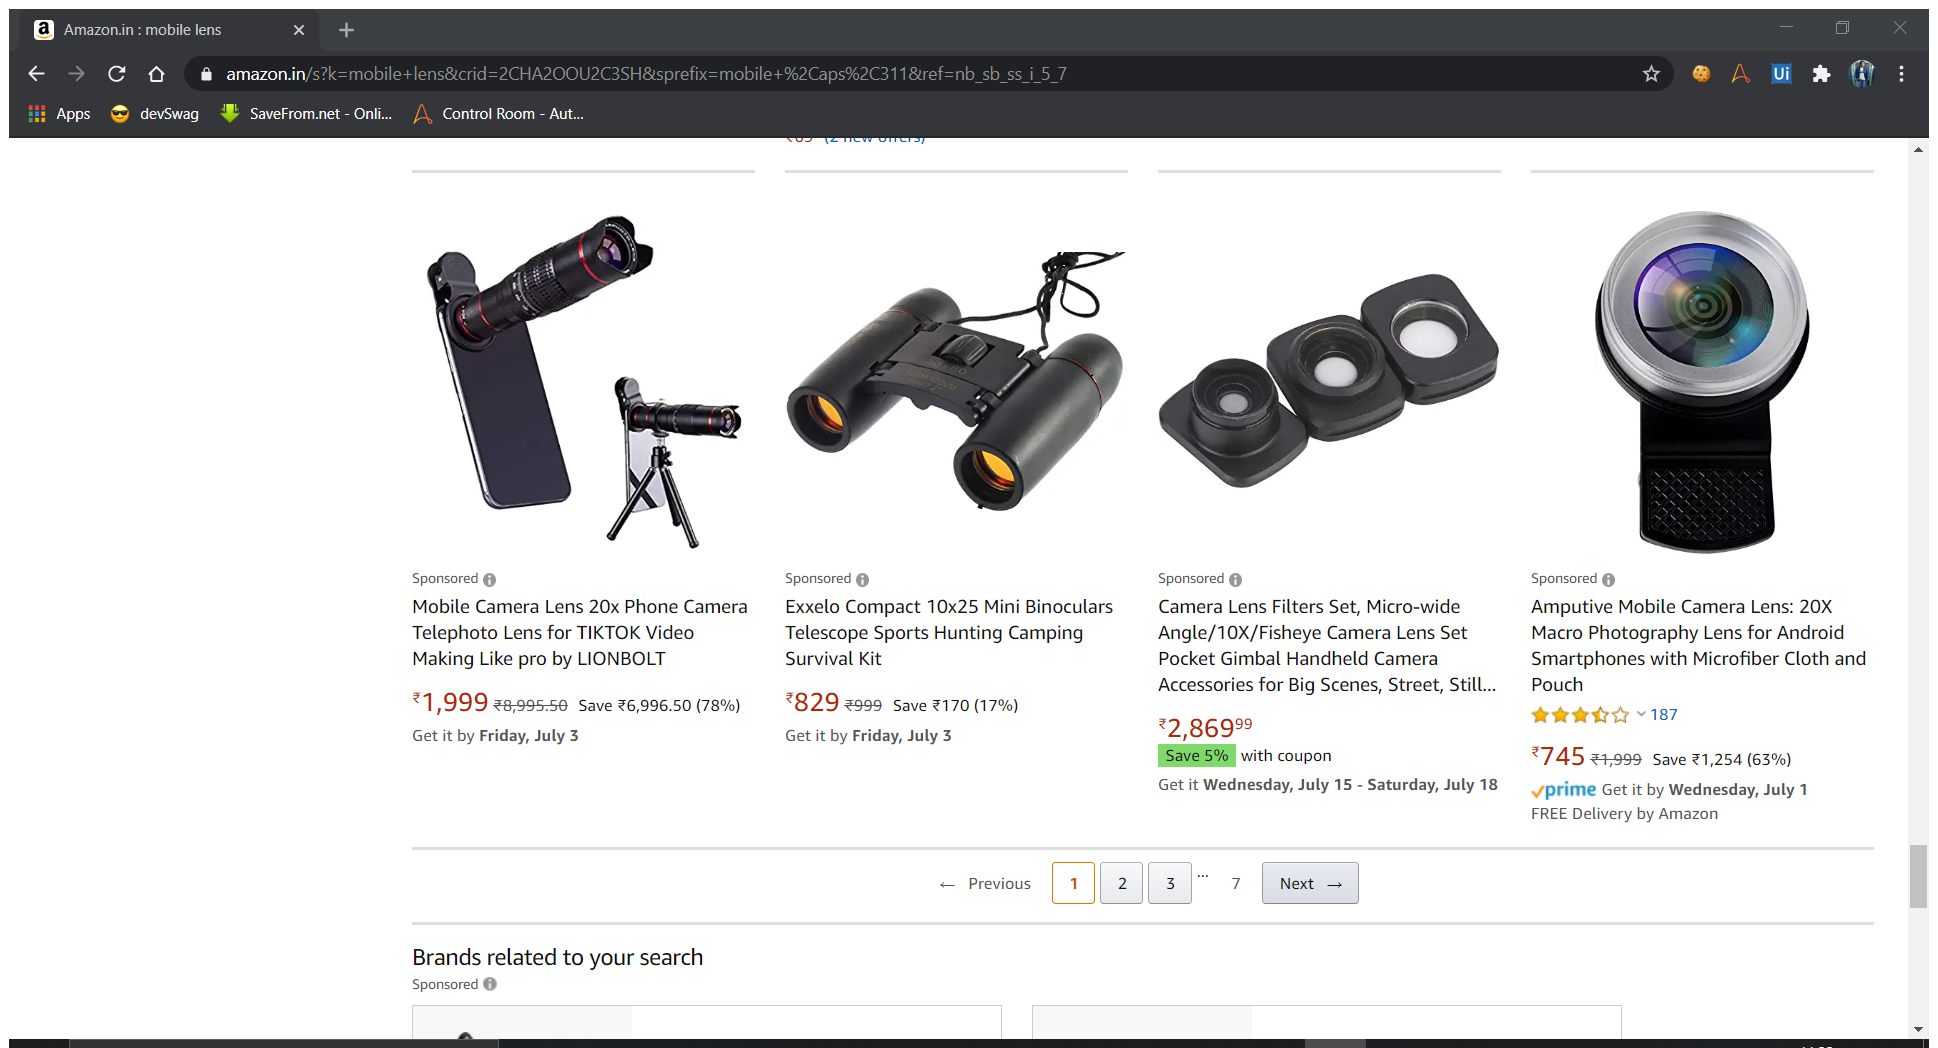 Amazon.in : mobile lens
amazon.in/s?k=mobile+lens&crid=2CHA2OOU2C3SH&sprefix=mobile+%2Caps%2C311&ref=nb_sb_ss_i_5_7
Ui
Apps
devSwag
SaveFrom.net - Onli...
Control Room - Aut...
₹69 (2 new offers)
Sponsored
Mobile Camera Lens 20x Phone Camera
Telephoto Lens for TIKTOK Video
Making Like pro by LIONBOLT
₹1,999 ₹8,995.50 Save ₹6,996.50 (78%)
Get it by Friday, July 3
Sponsored
Exxelo Compact 10x25 Mini Binoculars
Telescope Sports Hunting Camping
Survival Kit
₹829 ₹999 Save ₹170 (17%)
Get it by Friday, July 3
Sponsored
Camera Lens Filters Set, Micro-wide
Angle/10X/Fisheye Camera Lens Set
Pocket Gimbal Handheld Camera
Accessories for Big Scenes, Street, Still...
₹2,869 99
Save 5% with coupon
Get it Wednesday, July 15 - Saturday, July 18
Sponsored
Amputive Mobile Camera Lens: 20X
Macro Photography Lens for Android
Smartphones with Microfiber Cloth and
Pouch
187
₹745 ₹1,999 Save ₹1,254 (63%)
prime Get it by Wednesday, July 1
FREE Delivery by Amazon
← Previous 1 2 3 ... 7 Next →
Brands related to your search
Sponsored